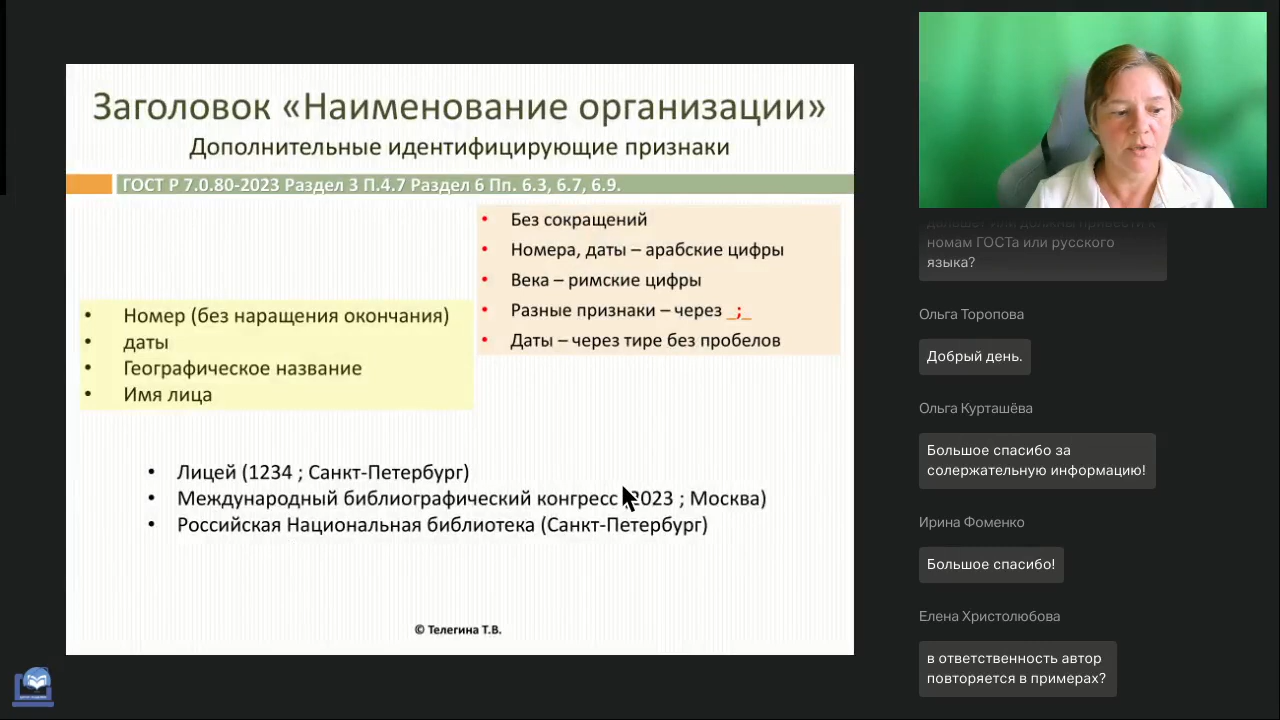 Заголовок «Наименование организации»
Дополнительные идентифицирующие признаки
ГОСТ Р 7.0.80-2023 Раздел 3 П.4.7 Раздел 6 Пп. 6.3, 6.7, 6.9.
• Без сокращений
• Номера, даты – арабские цифры
• Века – римские цифры
• Разные признаки – через _;_
• Даты – через тире без пробелов
• Номер (без наращения окончания)
• даты
• Географическое название
• Имя лица
• Лицей (1234 ; Санкт-Петербург)
• Международный библиографический конгресс 2023 ; Москва)
• Российская Национальная библиотека (Санкт-Петербург)
© Телегина Т.В.
номам ГОСТа или русского
языка?
Ольга Торопова
Добрый день.
Ольга Курташёва
Большое спасибо за
солержательную информацию!
Ирина Фоменко
Большое спасибо!
Елена Христолюбова
в ответственность автор
повторяется в примерах?